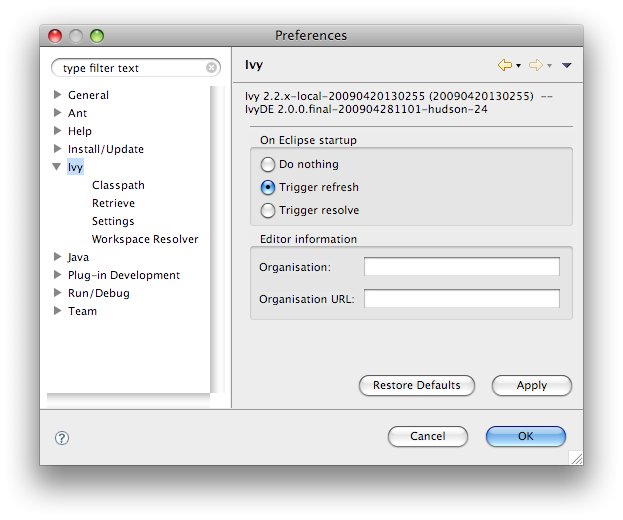 Preferences
type filter text
General
Ant
Help
Install/Update
Ivy
Classpath
Retrieve
Settings
Workspace Resolver
Java
Plug-in Development
Run/Debug
Team
Ivy
Ivy 2.2.x-local-20090420130255 (20090420130255) --
IvyDE 2.0.0.final-200904281101-hudson-24
On Eclipse startup
Do nothing
Trigger refresh
Trigger resolve
Editor information
Organisation:
Organisation URL:
Restore Defaults
Apply
?
Cancel
OK